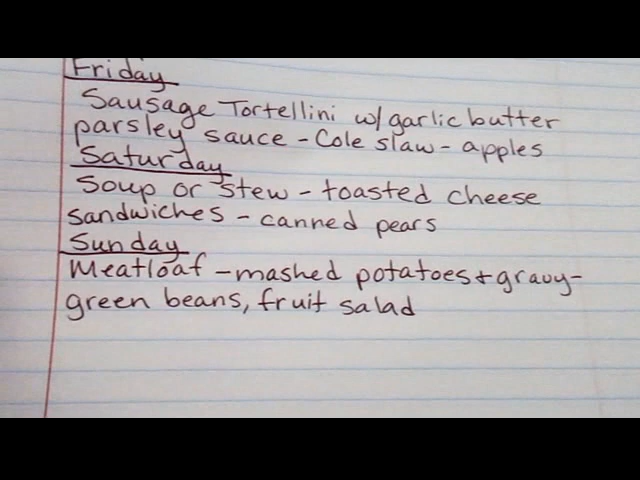 Friday
Sausage Tortellini w/ garlic butter
parsley sauce - Cole slaw - apples
Saturday
Soup or stew - toasted cheese
sandwiches - canned pears
Sunday
Meatloaf - mashed potatoes + gravy -
green beans, fruit salad